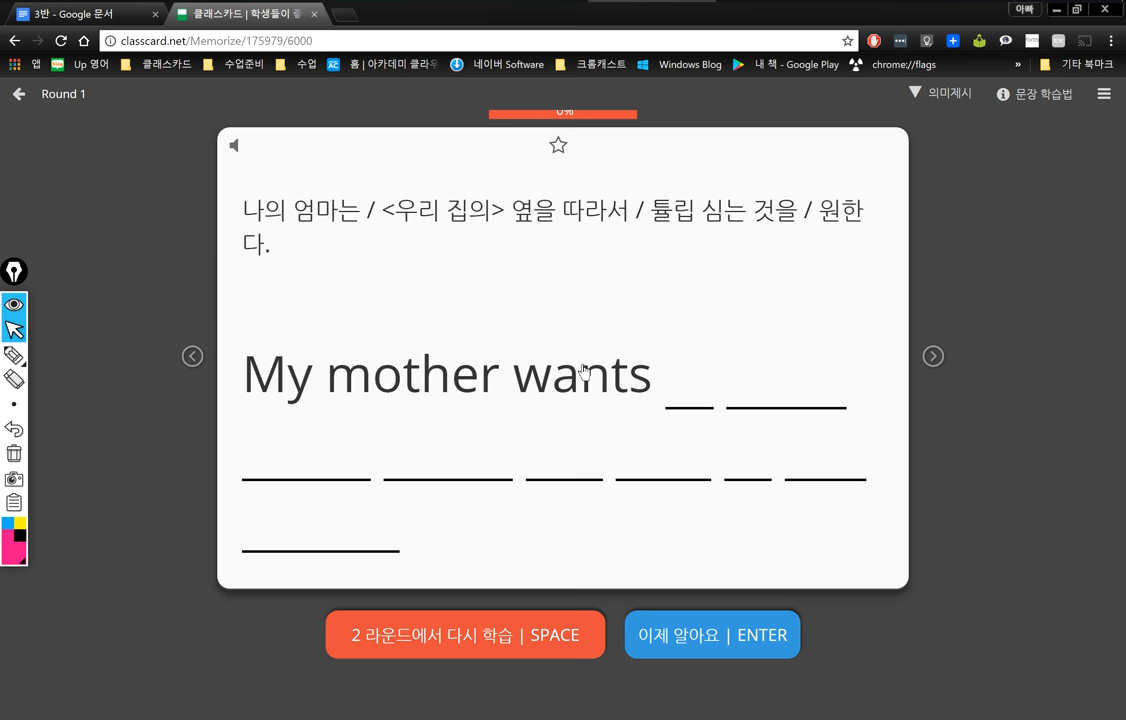 3반 - Google 문서
클래스카드 | 학생들이
아빠
classcard.net/Memorize/175979/6000
앱
Up 영어
클래스카드
수업준비
수업
홈 | 아카데미 클라우
네이버 Software
크롬캐스트
Windows Blog
내 책 - Google Play
chrome://flags
»
기타 북마크
Round 1
의미제시
문장 학습법
0%
나의 엄마는 / <우리 집의> 옆을 따라서 / 튤립 심는 것을 / 원한
다.
My mother wants
2 라운드에서 다시 학습 | SPACE
이제 알아요 | ENTER